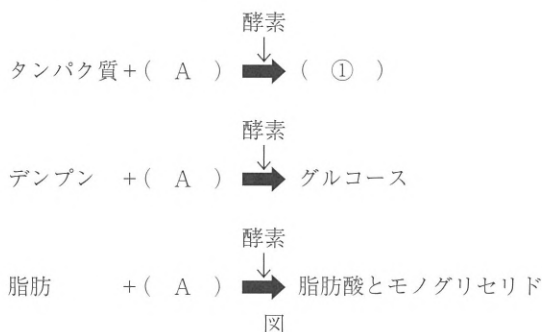 酵素
タンパク質+( A ) ( ① )
酵素
デンプン +( A ) グルコース
酵素
脂肪 +( A ) 脂肪酸とモノグリセリド
図